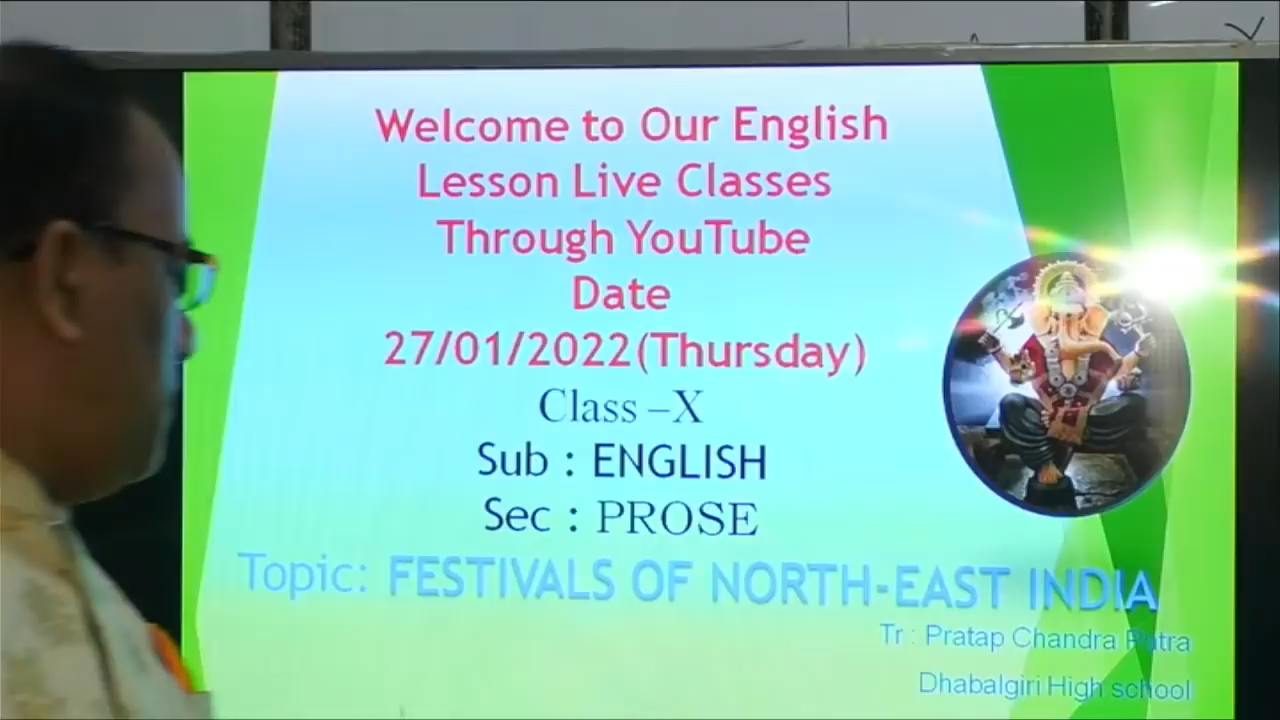 Welcome to Our English
Lesson Live Classes
Through YouTube
Date
27/01/2022(Thursday)
Class –X
Sub : ENGLISH
Sec : PROSE
Topic: FESTIVALS OF NORTH-EAST INDIA
Tr : Pratap Chandra Patra
Dhabalgiri High school